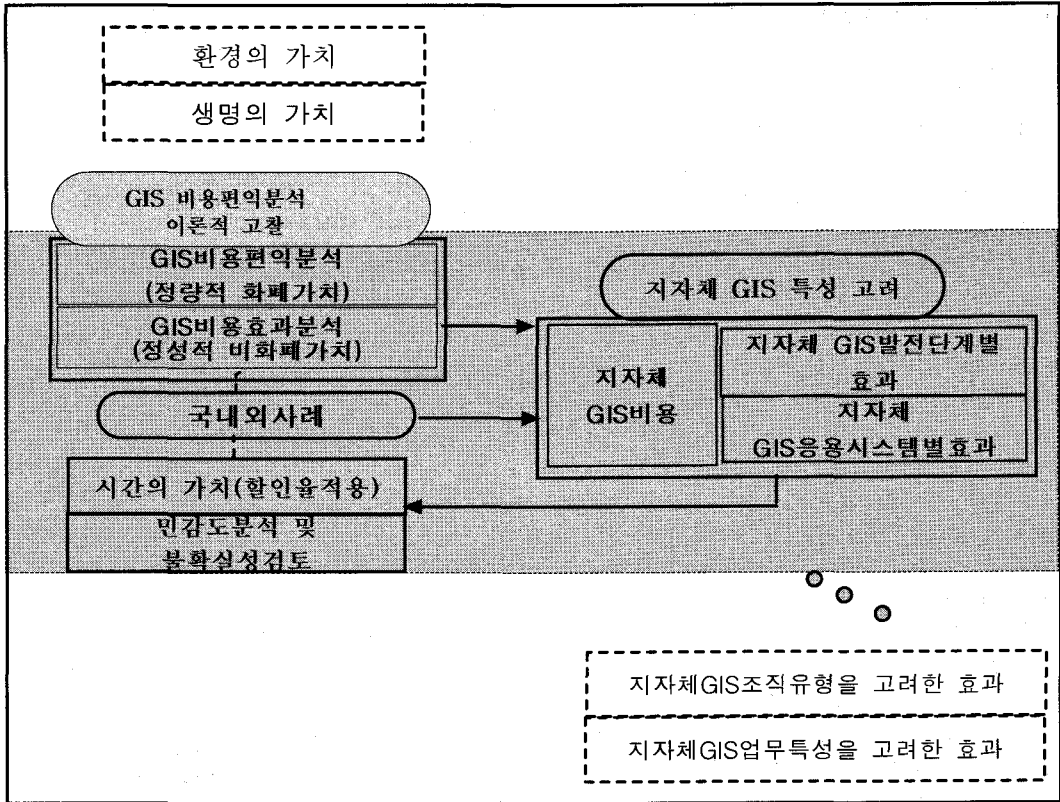 환경의 가치
생명의 가치
GIS 비용편익분석
이론적 고찰
GIS비용편익분석
(정량적 화폐가치)
GIS비용효과분석
(정성적 비화폐가치)
국내외사례
시간의 가치(할인율적용)
민감도분석 및
불확실성검토
지자체 GIS 특성 고려
지자체
GIS비용
지자체 GIS발전단계별
효과
지자체
GIS응용시스템별효과
지자체GIS조직유형을 고려한 효과
지자체GIS업무특성을 고려한 효과